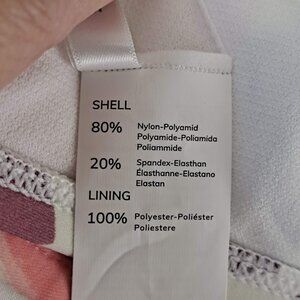 SHELL
80% Nylon-Polyamid
Polyamide-Poliamida
Poliammide
20% Spandex-Elasthan
Élasthanne-Elastano
Elastan
LINING
100% Polyester-Poliéster
Poliestere